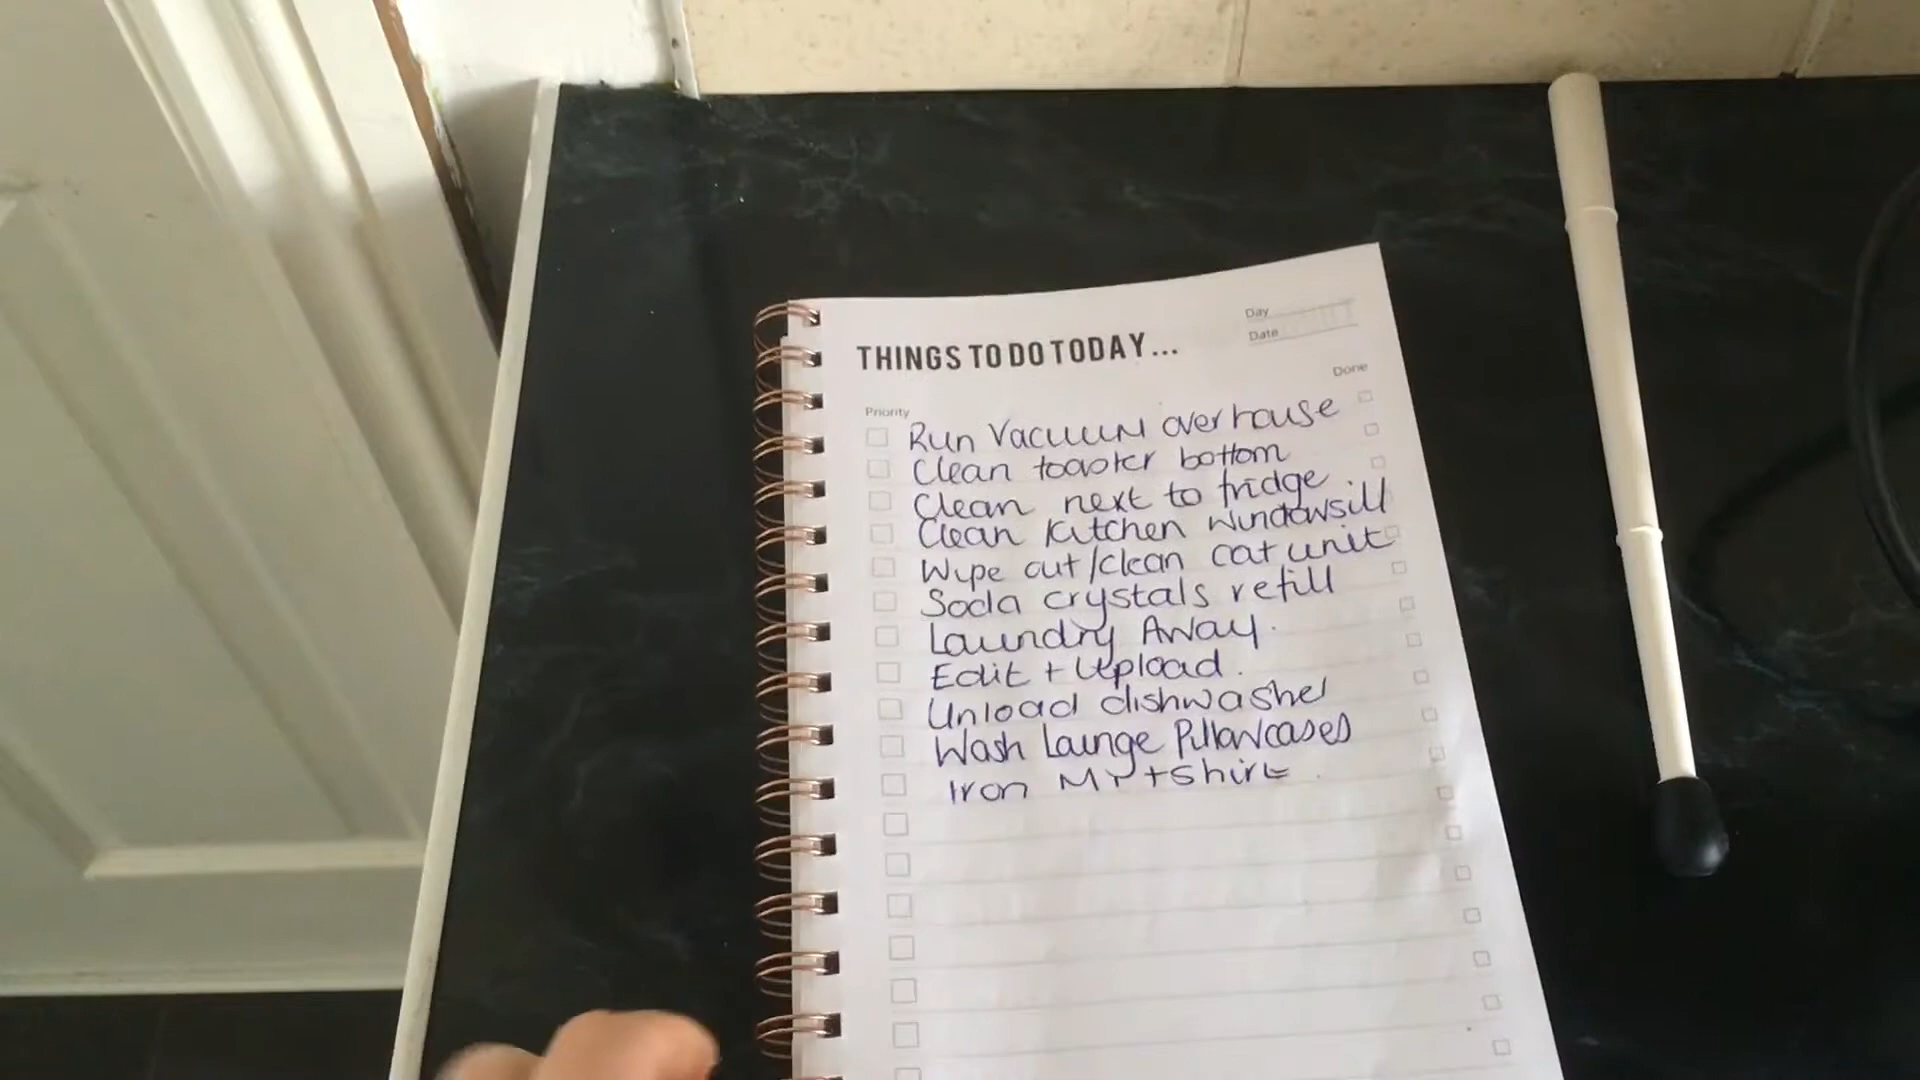 Day
Date
THINGS TO DO TODAY...
Done
Priority
Run Vacuum over house
Clean toaster bottom
Clean next to fridge
Clean Kitchen Windowsill
Wipe out/clean cat unit
Soda crystals refill
Laundry Away.
Edit + Upload.
Unload dishwasher
Wash Lounge Pillowcases
Iron MY tshirt.